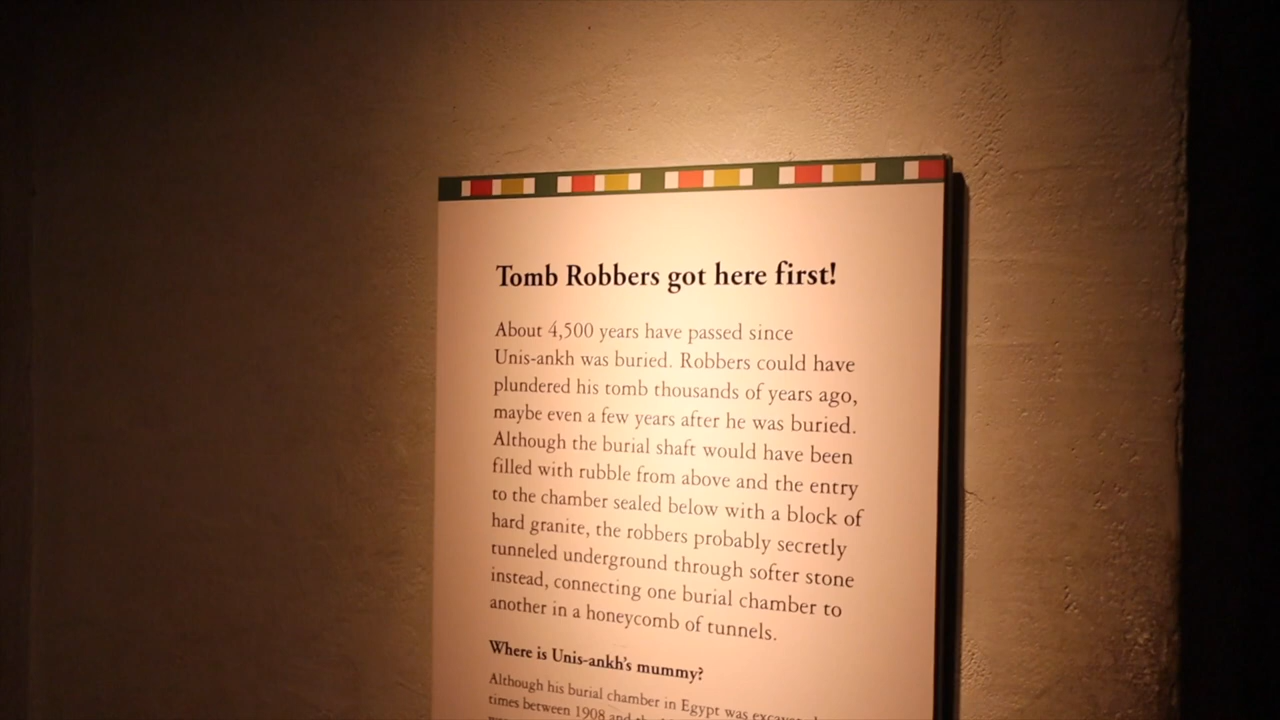 Tomb Robbers got here first!
About 4,500 years have passed since
Unis-ankh was buried. Robbers could have
plundered his tomb thousands of years ago,
maybe even a few years after he was buried.
Although the burial shaft would have been
filled with rubble from above and the entry
to the chamber sealed below with a block of
hard granite, the robbers probably secretly
tunneled underground through softer stone
instead, connecting one burial chamber to
another in a honeycomb of tunnels.
Where is Unis-ankh's mummy?
Although his burial chamber in Egypt was
times between 1908 and